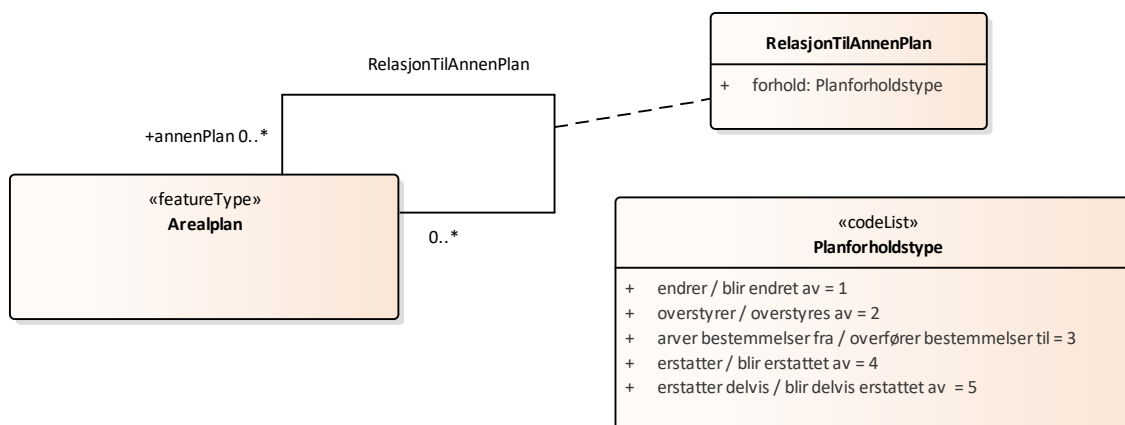 RelasjonTilAnnenPlan
+ forhold: Planforholdstype
RelasjonTilAnnenPlan
+annenPlan 0..*
«featureType»
Arealplan
0..*
«codeList»
Planforholdstype
+ endrer / blir endret av = 1
+ overstyrer / overstyres av = 2
+ arver bestemmelser fra / overfører bestemmelser til = 3
+ erstatter / blir erstattet av = 4
+ erstatter delvis / blir delvis erstattet av = 5